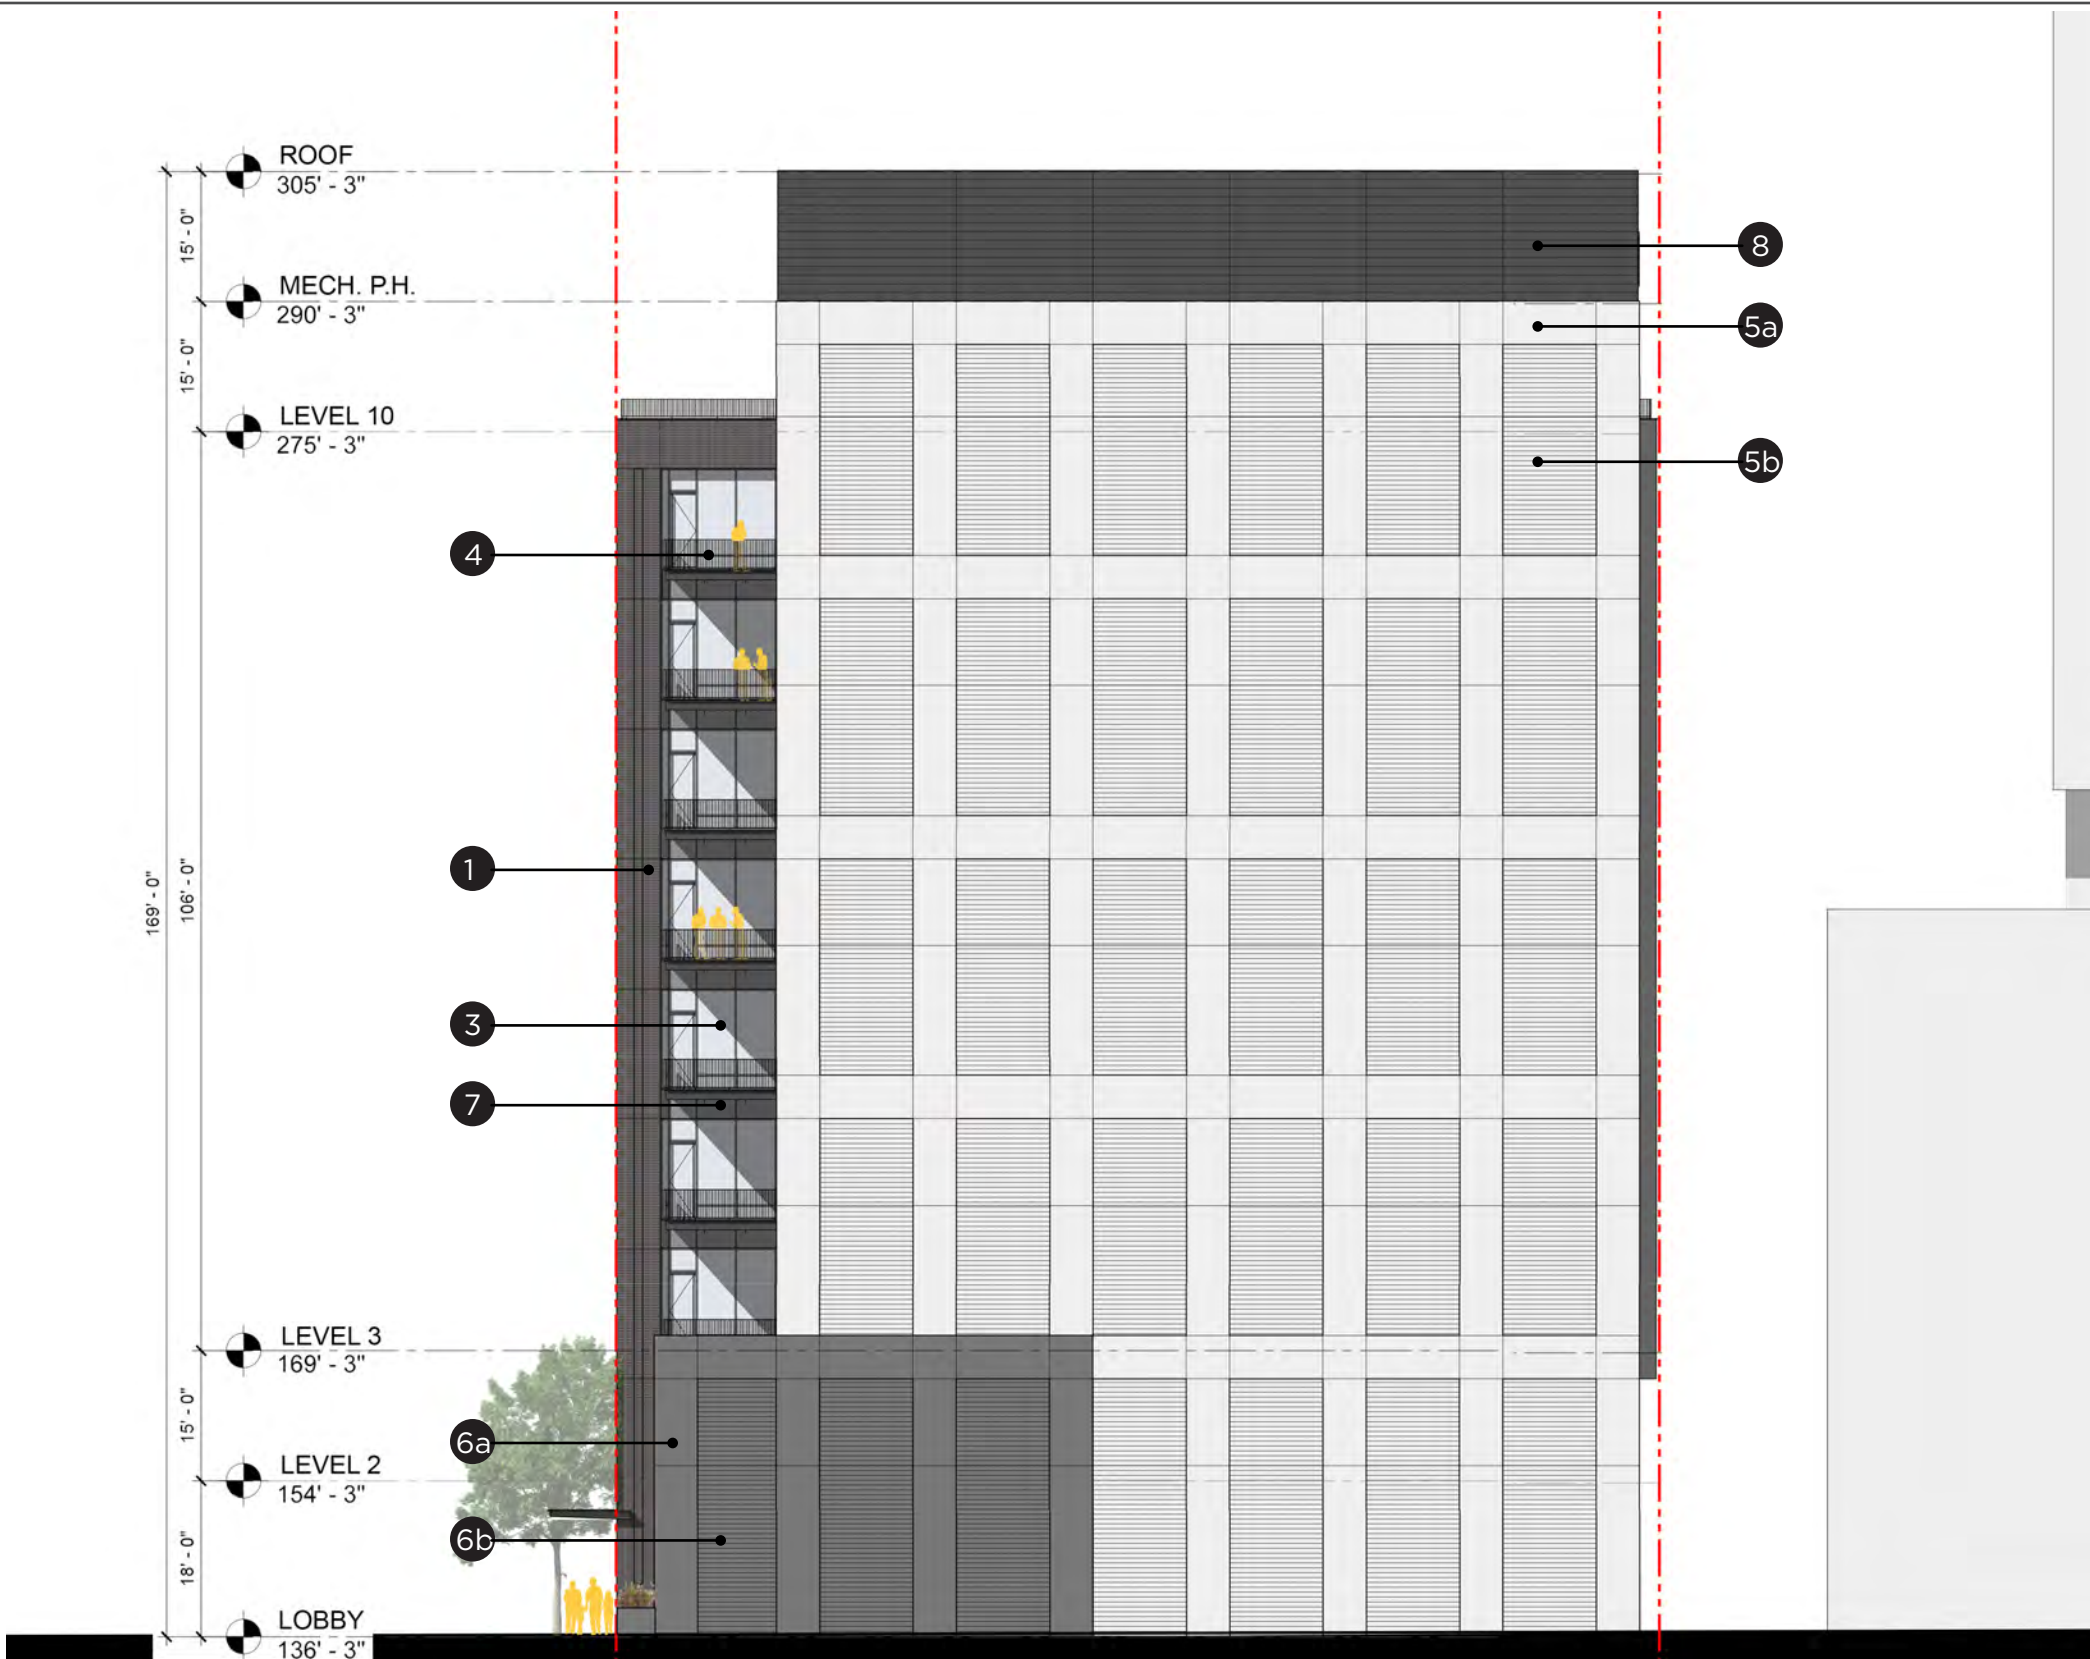 ROOF
305' - 3"
15' - 0"
8
MECH. P.H.
290' - 3"
5a
15' - 0"
LEVEL 10
275' - 3"
5b
4
1
169' - 0"
106' - 0"
3
7
LEVEL 3
169' - 3"
15' - 0"
6a
LEVEL 2
154' - 3"
6b
18' - 0"
LOBBY
136' - 3"